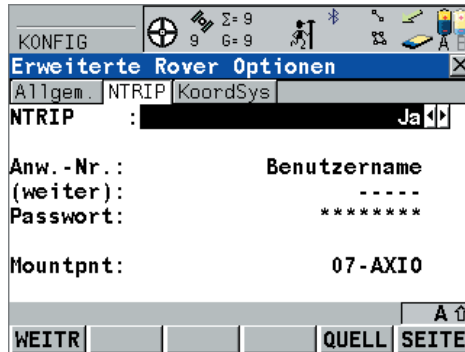 KONFIG 9 Σ= 9 G= 9
Erweiterte Rover Optionen X
Allgem. NTRIP KoordSys
NTRIP : Ja
Anw.-Nr.: Benutzername
(weiter): -----
Passwort: ********
Mountpnt: 07-AXIO
A ⇧
WEITR QUELL SEITE